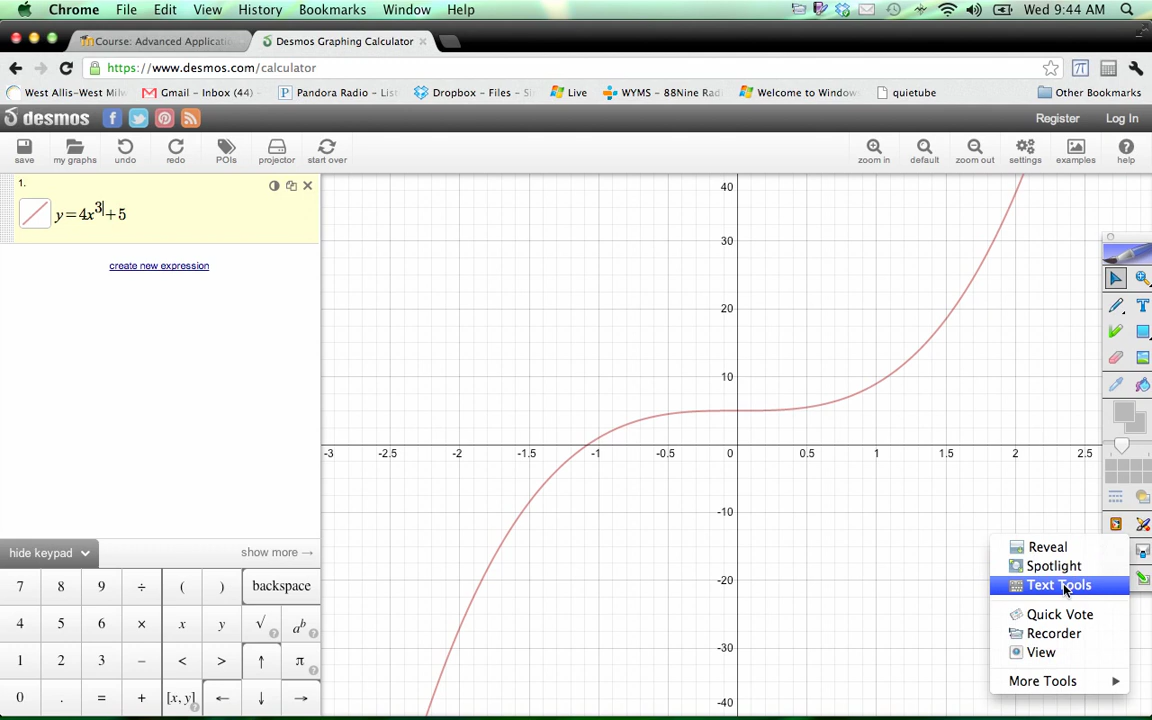 Chrome File Edit View History Bookmarks Window Help Wed 9:44 AM
Course: Advanced Applicati Desmos Graphing Calculator
https://www.desmos.com/calculator
West Allis-West Milw Gmail - Inbox (44) Pandora Radio - List Dropbox - Files - Si Live WYMS - 88Nine Rad Welcome to Window quietube Other Bookmarks
desmos Register Log In
save my graphs undo redo POIs projector start over zoom in default zoom out settings examples help
1.
y=4x³+5
create new expression
40
30
20
10
-3 -2.5 -2 -1.5 -1 -0.5 0 0.5 1 1.5 2 2.5
-10
-20
-30
-40
hide keypad show more →
7 8 9 ÷ ( ) backspace
4 5 6 × x y √ a^b
1 2 3 − < > ↑ π
0 . = + [x, y] ← ↓ →
Reveal
Spotlight
Text Tools
Quick Vote
Recorder
View
More Tools